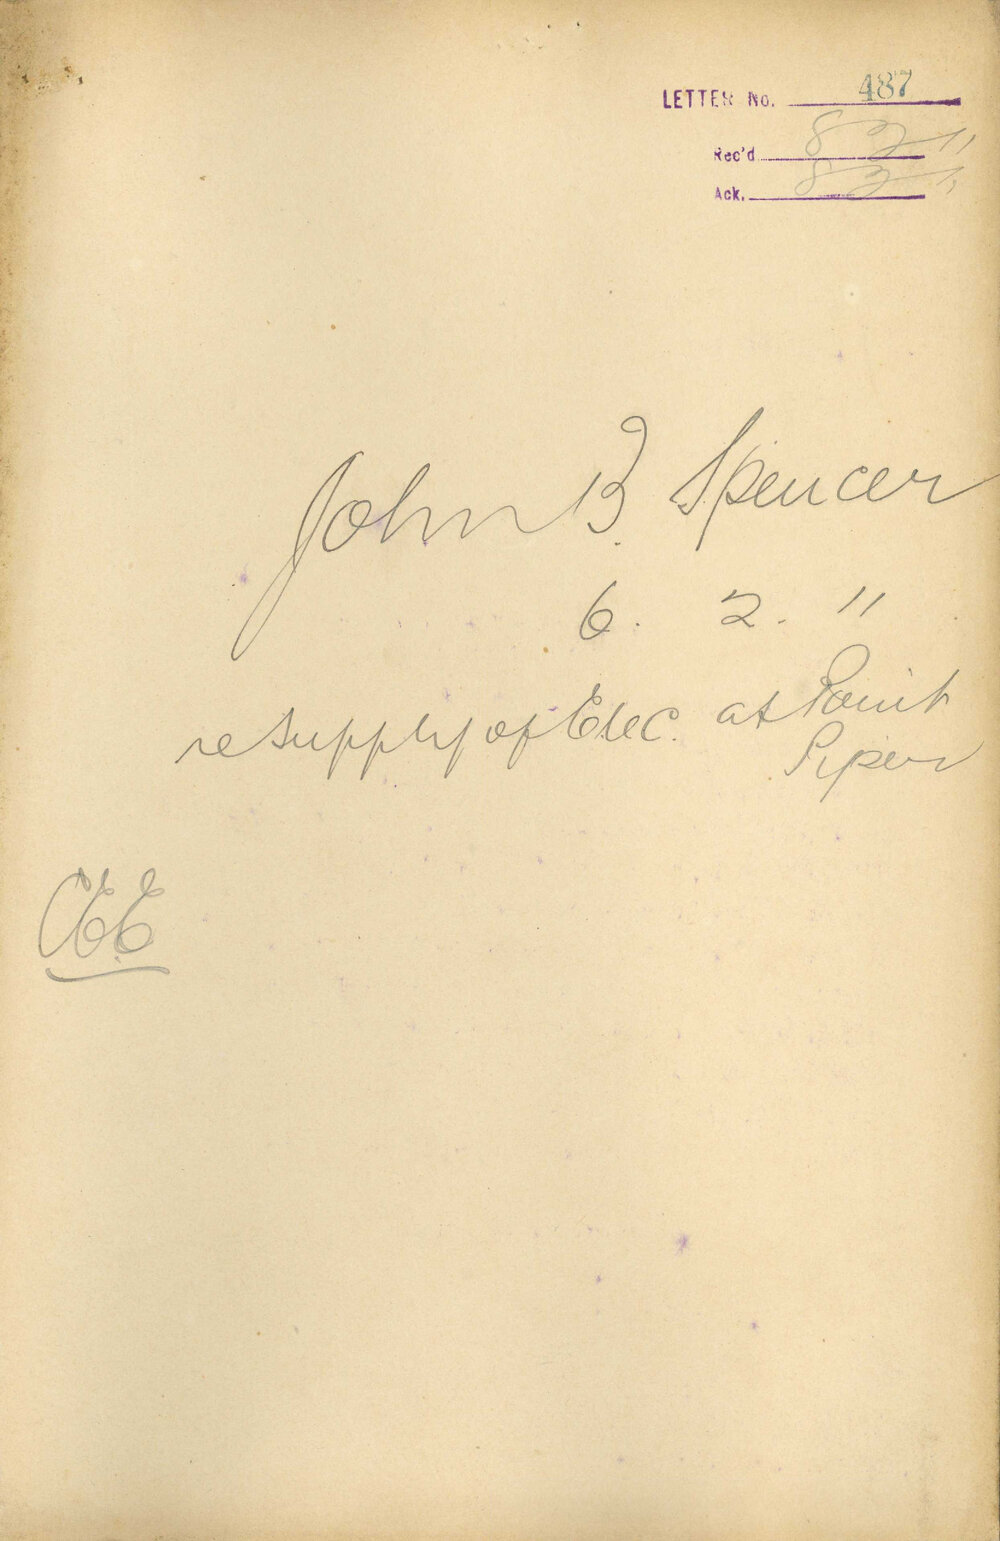 LETTER No. 487
Rec'd 8 2 11
Ack. 8 2 11
John B. Spencer
6. 2. 11
re supply of Elec. at Point
Piper
CEE